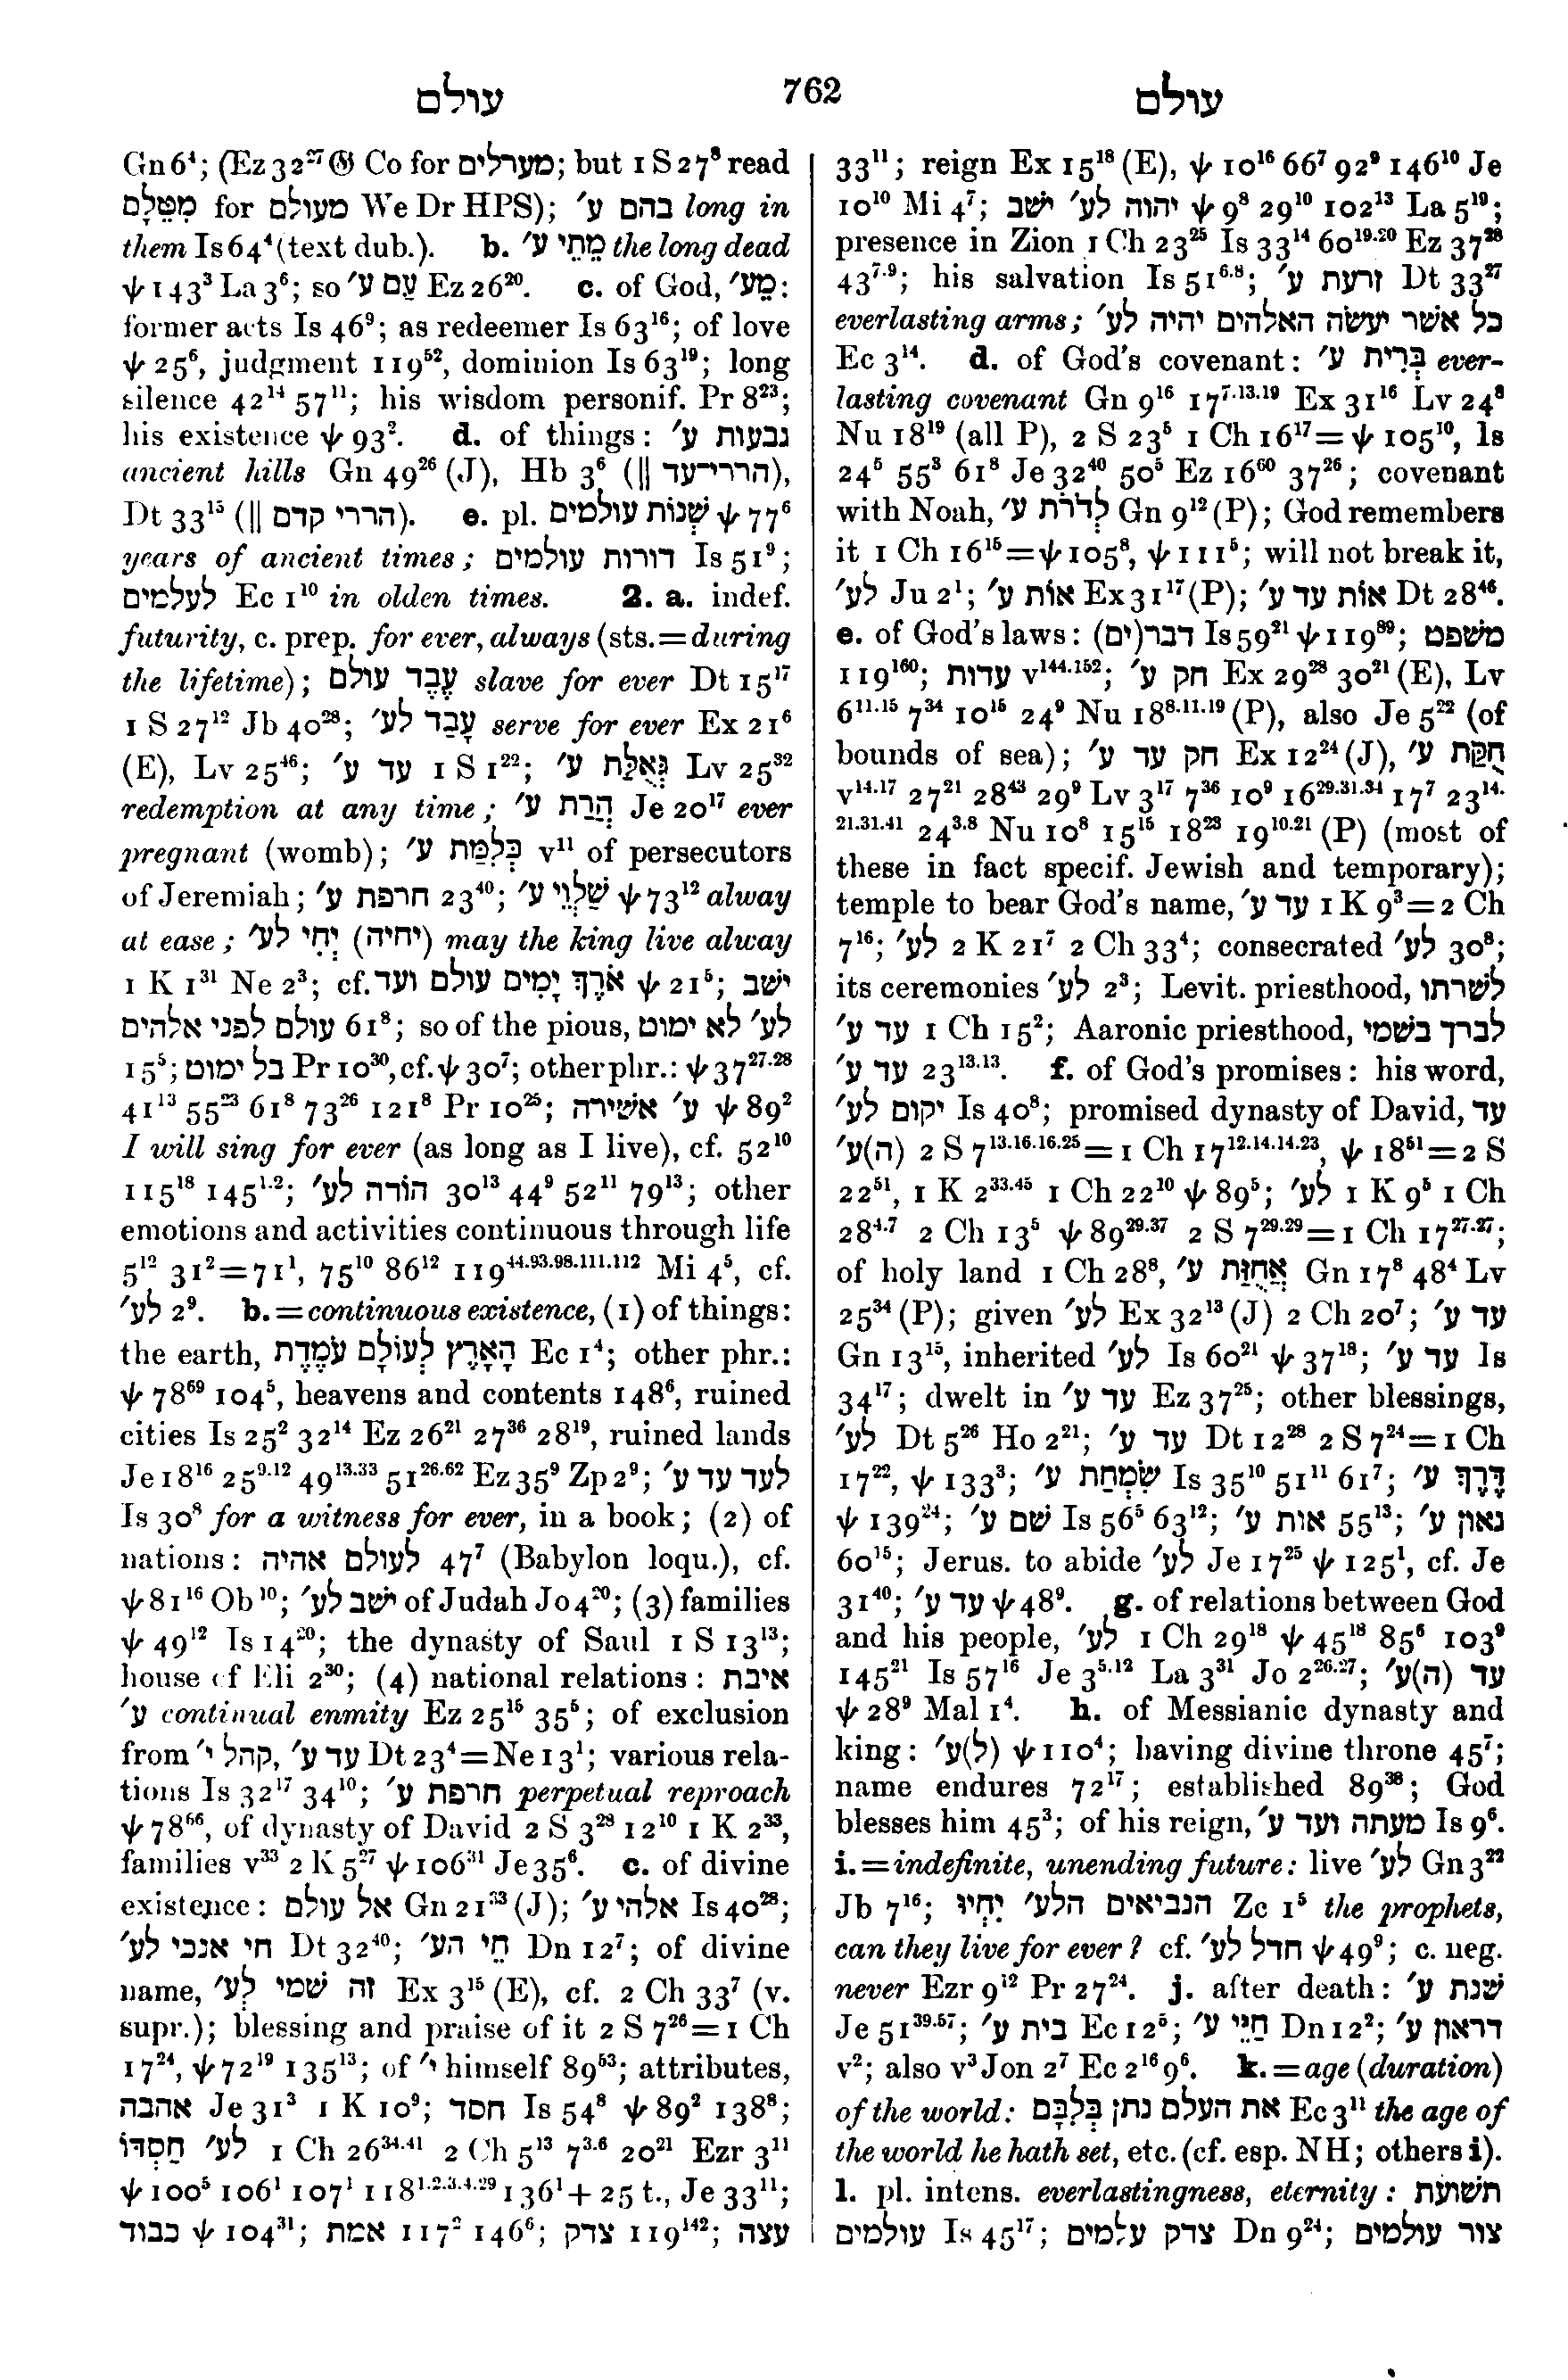 עולם 762 עולם
Gn 6⁴; (Ez 32²⁷ 𝔊 Co for מערלים; but 1 S 27⁸ read
מִטֵּלָם for מעולם We Dr HPS); בהם ע׳ long in
them Is 64⁴ (text dub.). b. מֵתֵי ע׳ the long dead
ψ 143³ La 3⁶; so עַם ע׳ Ez 26²⁰. c. of God, מֵע׳:
former acts Is 46⁹; as redeemer Is 63¹⁶; of love
ψ 25⁶, judgment 119⁵², dominion Is 63¹⁹; long
silence 42¹⁴ 57¹¹; his wisdom personif. Pr 8²³;
his existence ψ 93². d. of things: גבעות ע׳
ancient hills Gn 49²⁶ (J), Hb 3⁶ (‖ הררי־עד),
Dt 33¹⁵ (‖ הררי קדם). e. pl. שְׁנוֹת עולמים ψ 77⁶
years of ancient times; דורות עולמים Is 51⁹;
לעלמים Ec 1¹⁰ in olden times. 2. a. indef.
futurity, c. prep. for ever, always (sts.=during
the lifetime); עֶבֶד עולם slave for ever Dt 15¹⁷
1 S 27¹² Jb 40²⁸; עָבַד לע׳ serve for ever Ex 21⁶
(E), Lv 25⁴⁶; עד ע׳ 1 S 1²²; גְּאֻלַּת ע׳ Lv 25³²
redemption at any time; הֲרַת ע׳ Je 20¹⁷ ever
pregnant (womb); כְּלִמַּת ע׳ v¹¹ of persecutors
of Jeremiah; חרפת ע׳ 23⁴⁰; שַׁלְוֵי ע׳ ψ 73¹² alway
at ease; יְחִי (יחיה) לע׳ may the king live alway
1 K 1³¹ Ne 2³; cf. אֹרֶךְ יָמִים עולם ועד ψ 21⁵; ישב
עולם לפני אלהים 61⁸; so of the pious, לע׳ לא ימוט
15⁵; בל ימוט Pr 10³⁰, cf. ψ 30⁷; other phr.: ψ 37²⁷·²⁸
41¹³ 55²³ 61⁸ 73²⁶ 121⁸ Pr 10²⁵; אשירה ע׳ ψ 89²
I will sing for ever (as long as I live), cf. 52¹⁰
115¹⁸ 145¹·²; הודה לע׳ 30¹³ 44⁹ 52¹¹ 79¹³; other
emotions and activities continuous through life
5¹² 31²=71¹, 75¹⁰ 86¹² 119⁴⁴·⁹³·⁹⁸·¹¹¹·¹¹² Mi 4⁵, cf.
לע׳ 2⁹. b.=continuous existence, (1) of things:
the earth, הָאָרֶץ לְעוֹלָם עֹמֶדֶת Ec 1⁴; other phr.:
ψ 78⁶⁹ 104⁵, heavens and contents 148⁶, ruined
cities Is 25² 32¹⁴ Ez 26²¹ 27³⁶ 28¹⁹, ruined lands
Je 18¹⁶ 25⁹·¹² 49¹³·³³ 51²⁶·⁶² Ez 35⁹ Zp 2⁹; לעד עד ע׳
Is 30⁸ for a witness for ever, in a book; (2) of
nations: לעולם אהיה 47⁷ (Babylon loqu.), cf.
ψ 81¹⁶ Ob¹⁰; ישב לע׳ of Judah Jo 4²⁰; (3) families
ψ 49¹² Is 14²⁰; the dynasty of Saul 1 S 13¹³;
house of Eli 2³⁰; (4) national relations: איבת
ע׳ continual enmity Ez 25¹⁵ 35⁵; of exclusion
from קהל י׳, עד ע׳ Dt 23⁴=Ne 13¹; various rela-
tions Is 32¹⁷ 34¹⁰; חרפת ע׳ perpetual reproach
ψ 78⁶⁶, of dynasty of David 2 S 3²⁸ 12¹⁰ 1 K 2³³,
families v³³ 2 K 5²⁷ ψ 106³¹ Je 35⁶. c. of divine
existence: אל עולם Gn 21³³ (J); אלהי ע׳ Is 40²⁸;
חי אנכי לע׳ Dt 32⁴⁰; חֵי הע׳ Dn 12⁷; of divine
name, זה שׁמי לְע׳ Ex 3¹⁵ (E), cf. 2 Ch 33⁷ (v.
supr.); blessing and praise of it 2 S 7²⁶=1 Ch
17²⁴, ψ 72¹⁹ 135¹³; of י׳ himself 89⁵³; attributes,
אהבה Je 31³ 1 K 10⁹; חסד Is 54⁸ ψ 89² 138⁸;
לע׳ חַסְדּוֹ 1 Ch 26³⁴·⁴¹ 2 Ch 5¹³ 7³·⁶ 20²¹ Ezr 3¹¹
ψ 100⁵ 106¹ 107¹ 118¹·²·³·⁴·²⁹ 136¹+25 t., Je 33¹¹;
כבוד ψ 104³¹; אמת 117² 146⁶; צדק 119¹⁴²; עצה
33¹¹; reign Ex 15¹⁸ (E), ψ 10¹⁶ 66⁷ 92⁹ 146¹⁰ Je
10¹⁰ Mi 4⁷; יהוה לע׳ ישׁב ψ 9⁸ 29¹⁰ 102¹³ La 5¹⁹;
presence in Zion 1 Ch 23²⁵ Is 33¹⁴ 60¹⁹·²⁰ Ez 37²⁸
43⁷·⁹; his salvation Is 51⁶·⁸; זרעת ע׳ Dt 33²⁷
everlasting arms; כל אשר יעשׂה האלהים יהיה לע׳
Ec 3¹⁴. d. of God's covenant: בְּרִית ע׳ ever-
lasting covenant Gn 9¹⁶ 17⁷·¹³·¹⁹ Ex 31¹⁶ Lv 24⁸
Nu 18¹⁹ (all P), 2 S 23⁵ 1 Ch 16¹⁷=ψ 105¹⁰, Is
24⁵ 55³ 61⁸ Je 32⁴⁰ 50⁵ Ez 16⁶⁰ 37²⁶; covenant
with Noah, לְדֹרֹת ע׳ Gn 9¹² (P); God remembers
it 1 Ch 16¹⁵=ψ 105⁸, ψ 111⁵; will not break it,
לע׳ Ju 2¹; אוֹת ע׳ Ex 31¹⁷ (P); אוֹת עד ע׳ Dt 28⁴⁶.
e. of God's laws: דבר(ים) Is 59²¹ ψ 119⁸⁹; משפט
119¹⁶⁰; עדות v¹⁴⁴·¹⁵²; חק ע׳ Ex 29²⁸ 30²¹ (E), Lv
6¹¹·¹⁵ 7³⁴ 10¹⁵ 24⁹ Nu 18⁸·¹¹·¹⁹ (P), also Je 5²² (of
bounds of sea); חק עד ע׳ Ex 12²⁴ (J), חֻקַּת ע׳
v¹⁴·¹⁷ 27²¹ 28⁴³ 29⁹ Lv 3¹⁷ 7³⁶ 10⁹ 16²⁹·³¹·³⁴ 17⁷ 23¹⁴·
²¹·³¹·⁴¹ 24³·⁸ Nu 10⁸ 15¹⁵ 18²³ 19¹⁰·²¹ (P) (most of
these in fact specif. Jewish and temporary);
temple to bear God's name, עד ע׳ 1 K 9³=2 Ch
7¹⁶; לע׳ 2 K 21⁷ 2 Ch 33⁴; consecrated לע׳ 30⁸;
its ceremonies לע׳ 2³; Levit. priesthood, לשרתו
עד ע׳ 1 Ch 15²; Aaronic priesthood, לברך בשמי
עד ע׳ 23¹³·¹³. f. of God's promises: his word,
יקום לע׳ Is 40⁸; promised dynasty of David, עד
(ה)ע׳ 2 S 7¹³·¹⁶·¹⁶·²⁵=1 Ch 17¹²·¹⁴·¹⁴·²³, ψ 18⁵¹=2 S
22⁵¹, 1 K 2³³·⁴⁵ 1 Ch 22¹⁰ ψ 89⁵; לע׳ 1 K 9⁵ 1 Ch
28⁴·⁷ 2 Ch 13⁵ ψ 89²⁹·³⁷ 2 S 7²⁹·²⁹=1 Ch 17²⁷·²⁷;
of holy land 1 Ch 28⁸, אֲחֻזַּת ע׳ Gn 17⁸ 48⁴ Lv
25³⁴ (P); given לע׳ Ex 32¹³ (J) 2 Ch 20⁷; עד ע׳
Gn 13¹⁵, inherited לע׳ Is 60²¹ ψ 37¹⁸; עד ע׳ Is
34¹⁷; dwelt in עד ע׳ Ez 37²⁵; other blessings,
לע׳ Dt 5²⁶ Ho 2²¹; עד ע׳ Dt 12²⁸ 2 S 7²⁴=1 Ch
17²², ψ 133³; שִׂמְחַת ע׳ Is 35¹⁰ 51¹¹ 61⁷; דֶּרֶךְ ע׳
ψ 139²⁴; שם ע׳ Is 56⁵ 63¹²; אות ע׳ 55¹³; גאון ע׳
60¹⁵; Jerus. to abide לע׳ Je 17²⁵ ψ 125¹, cf. Je
31⁴⁰; עד ע׳ ψ 48⁹. g. of relations between God
and his people, לע׳ 1 Ch 29¹⁸ ψ 45¹⁸ 85⁶ 103⁹
145²¹ Is 57¹⁶ Je 3⁵·¹² La 3³¹ Jo 2²⁶·²⁷; עד (ה)ע׳
ψ 28⁹ Mal 1⁴. h. of Messianic dynasty and
king: (ל)ע׳ ψ 110⁴; having divine throne 45⁷;
name endures 72¹⁷; established 89³⁸; God
blesses him 45³; of his reign, מעתה ועד ע׳ Is 9⁶.
i.=indefinite, unending future: live לע׳ Gn 3²²
Jb 7¹⁶; הנביאים הלע׳ יִחְיוּ Zc 1⁵ the prophets,
can they live for ever? cf. חדל לע׳ ψ 49⁹; c. neg.
never Ezr 9¹² Pr 27²⁴. j. after death: שנת ע׳
Je 51³⁹·⁵⁷; בית ע׳ Ec 12⁵; חַיֵּי ע׳ Dn 12²; דראון ע׳
v²; also v³ Jon 2⁷ Ec 2¹⁶ 9⁶. k.=age (duration)
of the world: את העלם נתן בְּלִבָּם Ec 3¹¹ the age of
the world he hath set, etc. (cf. esp. NH; others i).
l. pl. intens. everlastingness, eternity: תשועת
עולמים Is 45¹⁷; צדק עלמים Dn 9²⁴; צור עולמים